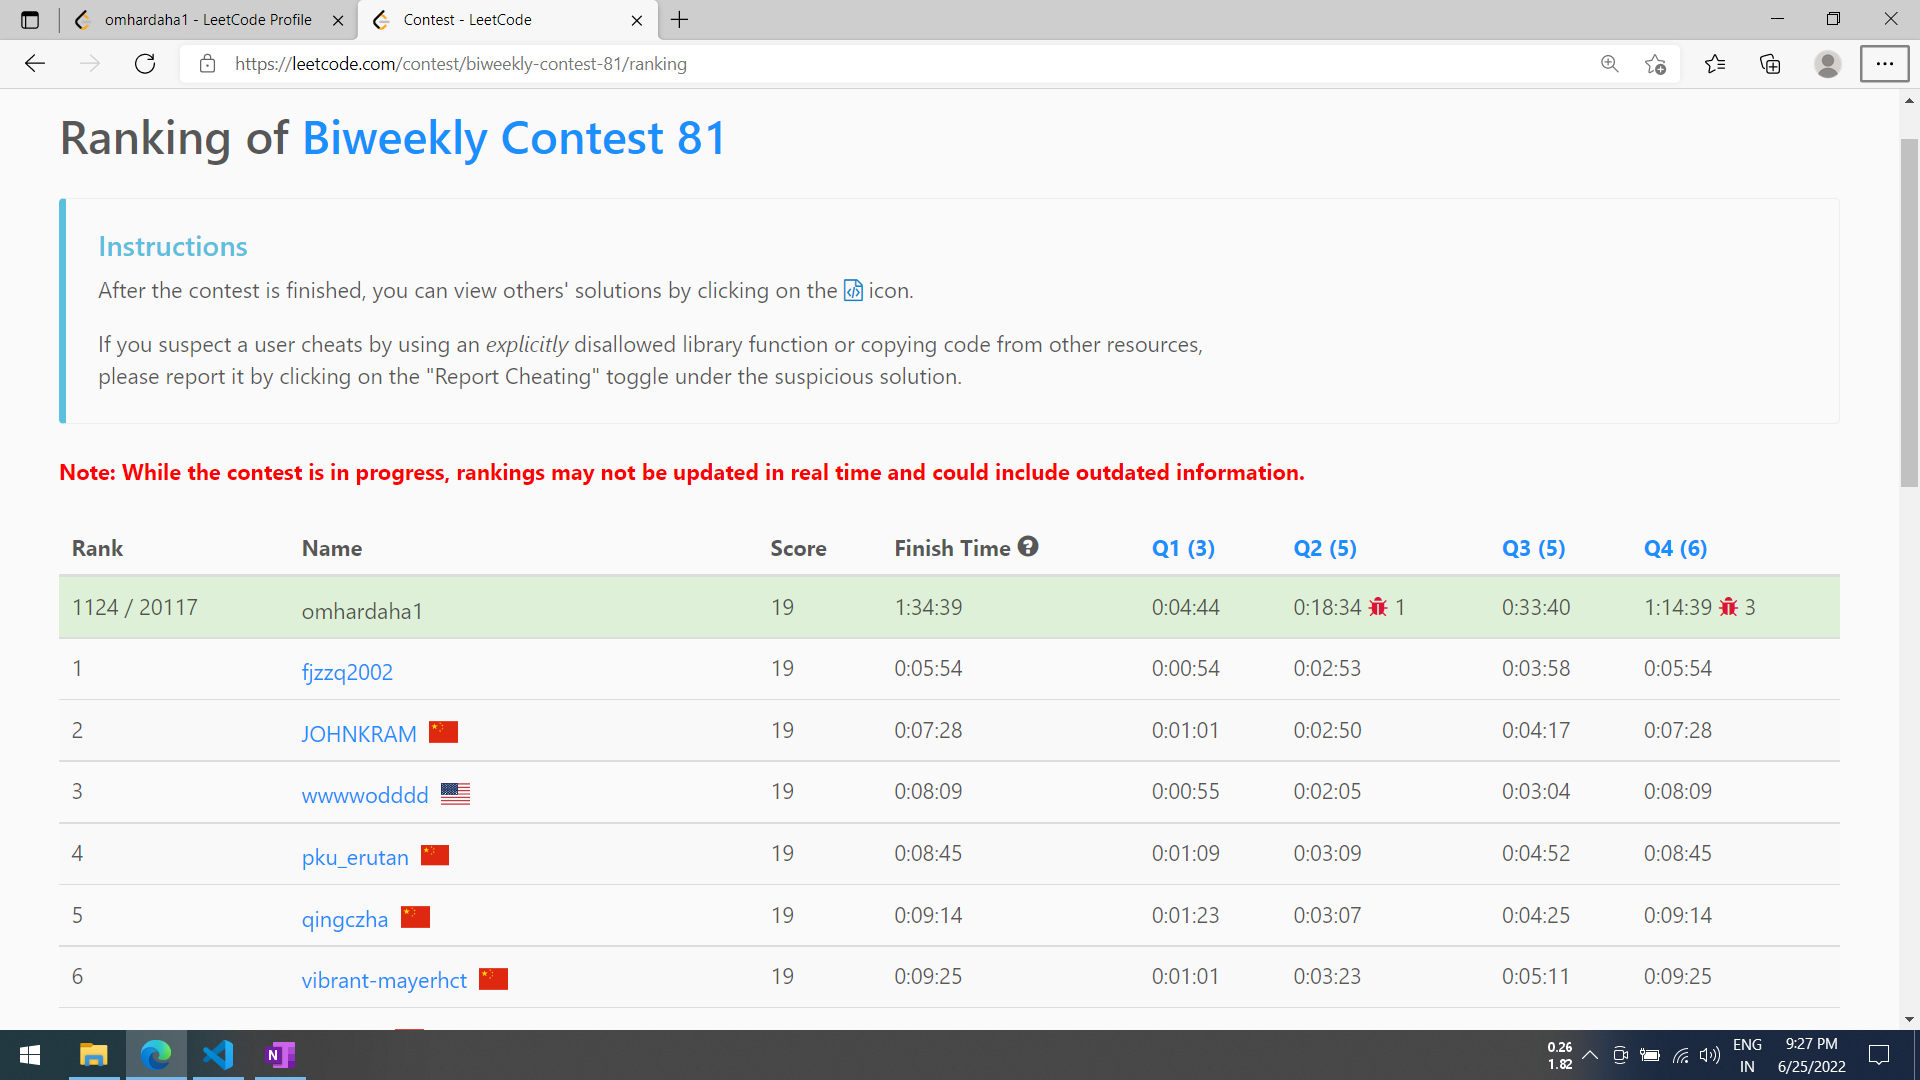 omhardaha1 - LeetCode Profile
Contest - LeetCode
https://leetcode.com/contest/biweekly-contest-81/ranking
Ranking of Biweekly Contest 81
Instructions
After the contest is finished, you can view others' solutions by clicking on the icon.
If you suspect a user cheats by using an explicitly disallowed library function or copying code from other resources,
please report it by clicking on the "Report Cheating" toggle under the suspicious solution.
Note: While the contest is in progress, rankings may not be updated in real time and could include outdated information.
Rank Name Score Finish Time ? Q1 (3) Q2 (5) Q3 (5) Q4 (6)
1124 / 20117 omhardaha1 19 1:34:39 0:04:44 0:18:34 1 0:33:40 1:14:39 3
1 fjzzq2002 19 0:05:54 0:00:54 0:02:53 0:03:58 0:05:54
2 JOHNKRAM 19 0:07:28 0:01:01 0:02:50 0:04:17 0:07:28
3 wwwwodddd 19 0:08:09 0:00:55 0:02:05 0:03:04 0:08:09
4 pku_erutan 19 0:08:45 0:01:09 0:03:09 0:04:52 0:08:45
5 qingczha 19 0:09:14 0:01:23 0:03:07 0:04:25 0:09:14
6 vibrant-mayerhct 19 0:09:25 0:01:01 0:03:23 0:05:11 0:09:25
N
0.26
1.82
ENG
IN
9:27 PM
6/25/2022